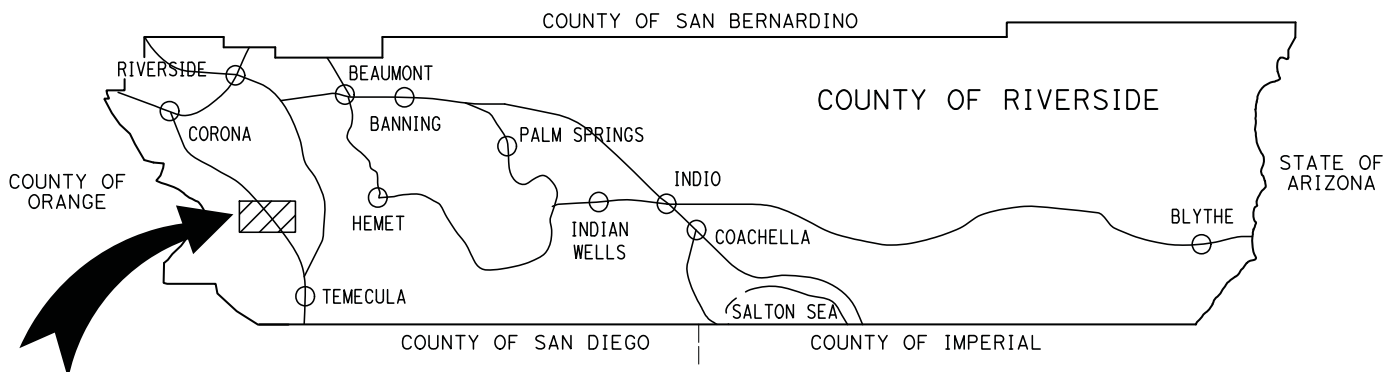 COUNTY OF SAN BERNARDINO
RIVERSIDE
BEAUMONT
COUNTY OF RIVERSIDE
CORONA
BANNING
PALM SPRINGS
STATE OF
ARIZONA
COUNTY OF
ORANGE
INDIO
HEMET
INDIAN
WELLS
COACHELLA
BLYTHE
TEMECULA
SALTON SEA
COUNTY OF SAN DIEGO
COUNTY OF IMPERIAL